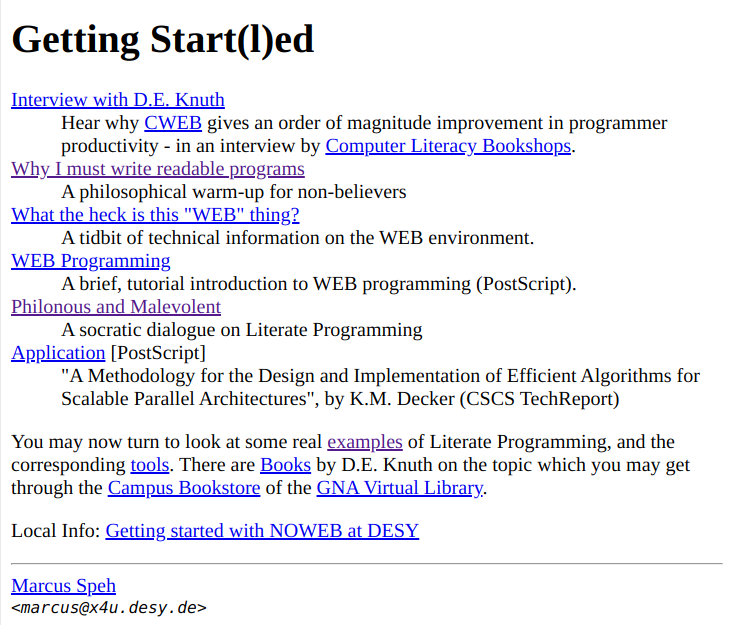 Getting Start(l)ed
Interview with D.E. Knuth
Hear why CWEB gives an order of magnitude improvement in programmer
productivity - in an interview by Computer Literacy Bookshops.
Why I must write readable programs
A philosophical warm-up for non-believers
What the heck is this "WEB" thing?
A tidbit of technical information on the WEB environment.
WEB Programming
A brief, tutorial introduction to WEB programming (PostScript).
Philonous and Malevolent
A socratic dialogue on Literate Programming
Application [PostScript]
"A Methodology for the Design and Implementation of Efficient Algorithms for
Scalable Parallel Architectures", by K.M. Decker (CSCS TechReport)
You may now turn to look at some real examples of Literate Programming, and the
corresponding tools. There are Books by D.E. Knuth on the topic which you may get
through the Campus Bookstore of the GNA Virtual Library.
Local Info: Getting started with NOWEB at DESY
Marcus Speh
<marcus@x4u.desy.de>